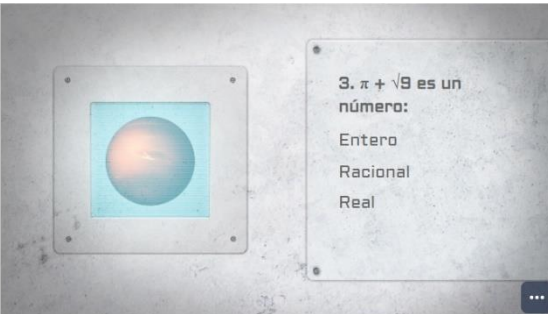 3. π + √9 es un
número:
Entero
Racional
Real